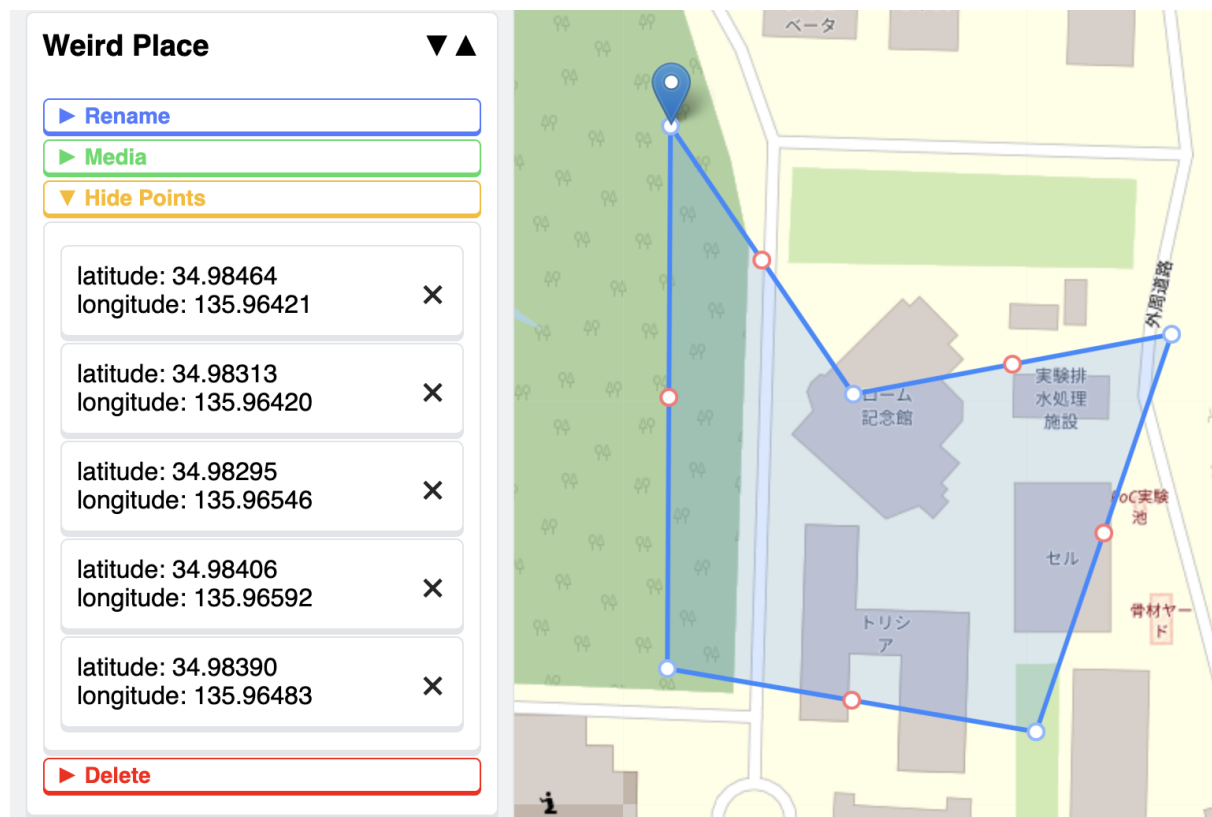 Weird Place
▼▲
▶ Rename
▶ Media
▼ Hide Points
latitude: 34.98464
longitude: 135.96421
×
latitude: 34.98313
longitude: 135.96420
×
latitude: 34.98295
longitude: 135.96546
×
latitude: 34.98406
longitude: 135.96592
×
latitude: 34.98390
longitude: 135.96483
×
▶ Delete
ベータ
外周道路
実験排
水処理
施設
ローム
記念館
PoC実験
池
セル
骨材ヤー
ド
トリシ
ア